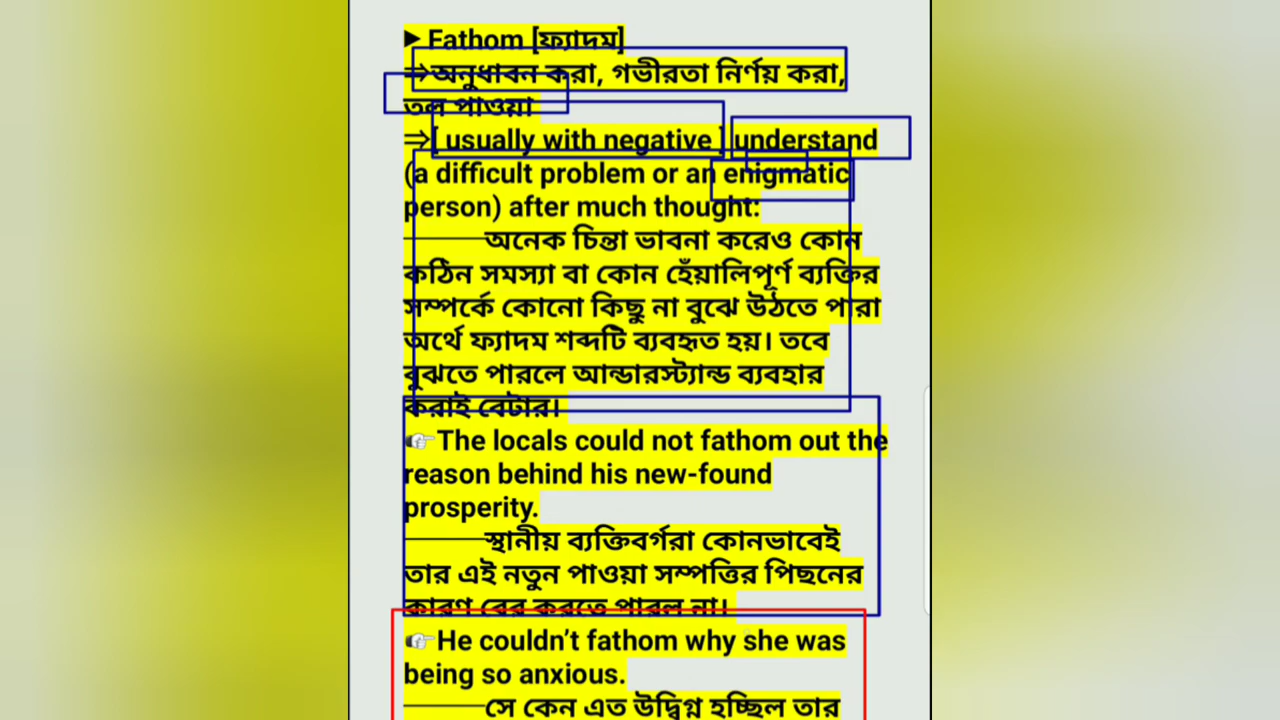 ► Fathom [ফ্যাদম]
⇒অনুধাবন করা, গভীরতা নির্ণয় করা,
তল পাওয়া
⇒[ usually with negative ] understand
(a difficult problem or an enigmatic
person) after much thought:
———অনেক চিন্তা ভাবনা করেও কোন
কঠিন সমস্যা বা কোন হেঁয়ালিপূর্ণ ব্যক্তির
সম্পর্কে কোনো কিছু না বুঝে উঠতে পারা
অর্থে ফ্যাদম শব্দটি ব্যবহৃত হয়। তবে
বুঝতে পারলে আন্ডারস্ট্যান্ড ব্যবহার
করাই বেটার।
👉The locals could not fathom out the
reason behind his new-found
prosperity.
———স্থানীয় ব্যক্তিবর্গরা কোনভাবেই
তার এই নতুন পাওয়া সম্পত্তির পিছনের
কারণ বের করতে পারল না।
👉He couldn’t fathom why she was
being so anxious.
———সে কেন এত উদ্বিগ্ন হচ্ছিল তার